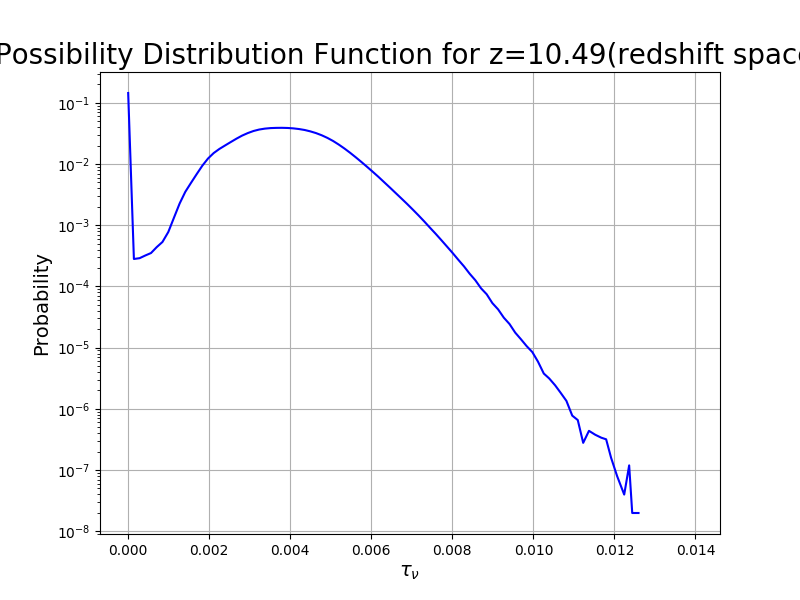 Possibility Distribution Function for z=10.49(redshift space
10⁻¹
10⁻²
10⁻³
10⁻⁴
10⁻⁵
10⁻⁶
10⁻⁷
10⁻⁸
Probability
0.000 0.002 0.004 0.006 0.008 0.010 0.012 0.014
τᵥ